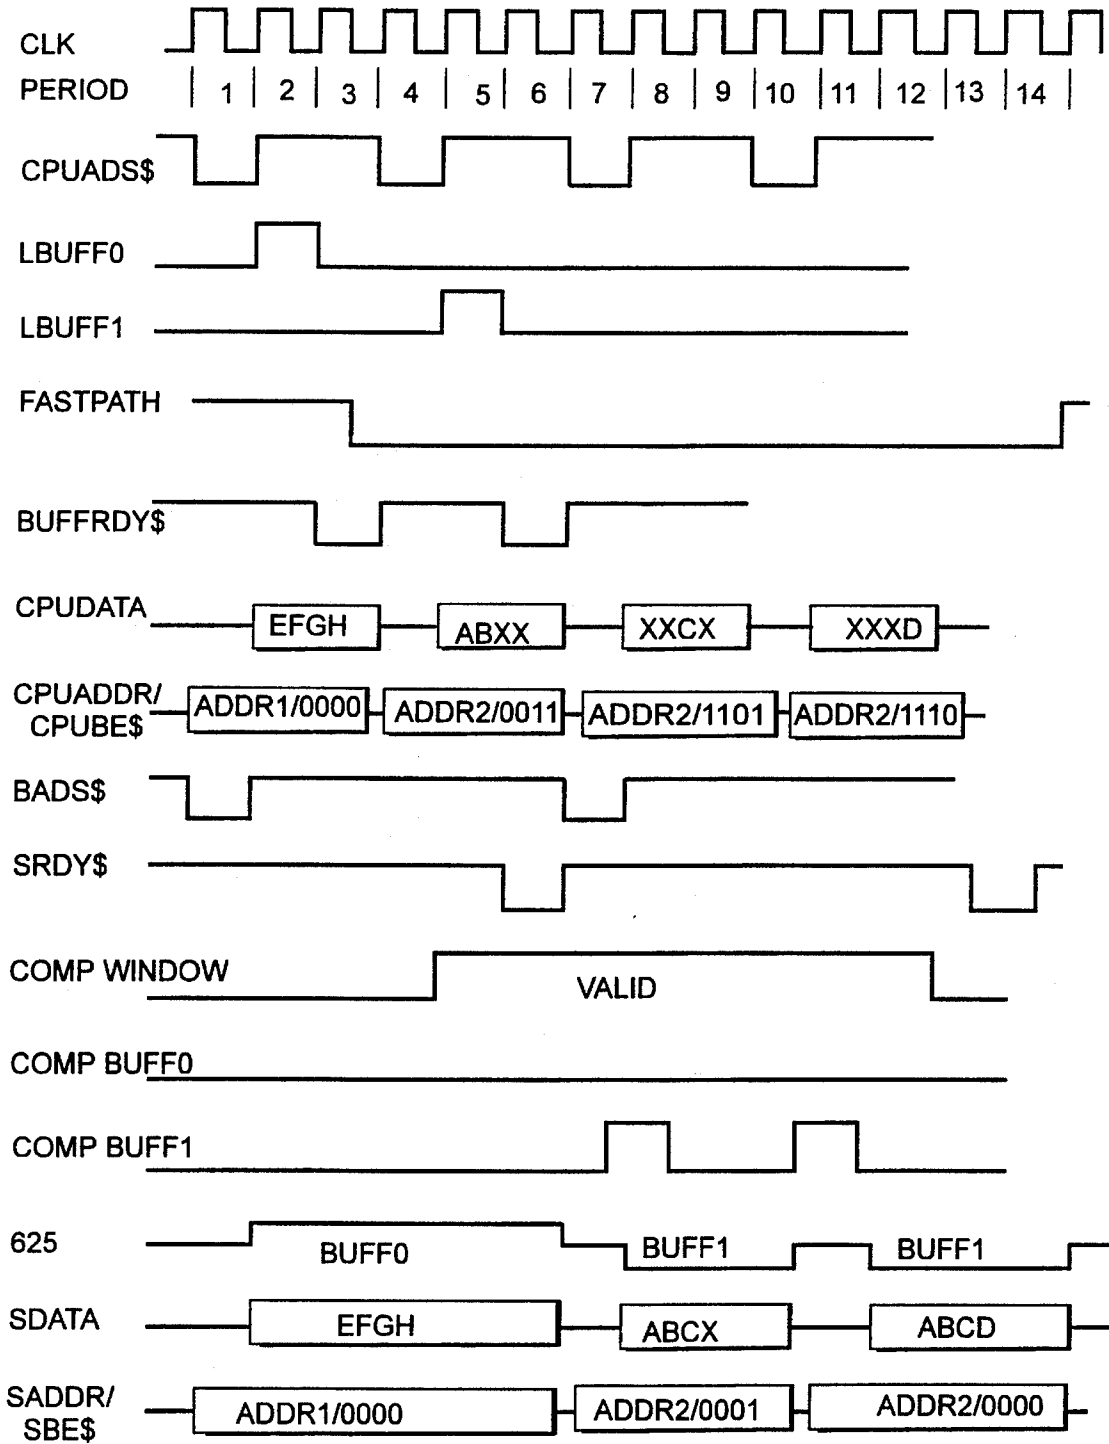 CLK
PERIOD 1 2 3 4 5 6 7 8 9 10 11 12 13 14
CPUADS$
LBUFF0
LBUFF1
FASTPATH
BUFFRDY$
CPUDATA EFGH ABXX XXCX XXXD
CPUADDR/
CPUBE$ ADDR1/0000 ADDR2/0011 ADDR2/1101 ADDR2/1110
BADS$
SRDY$
COMP WINDOW VALID
COMP BUFF0
COMP BUFF1
625 BUFF0 BUFF1 BUFF1
SDATA EFGH ABCX ABCD
SADDR/
SBE$ ADDR1/0000 ADDR2/0001 ADDR2/0000